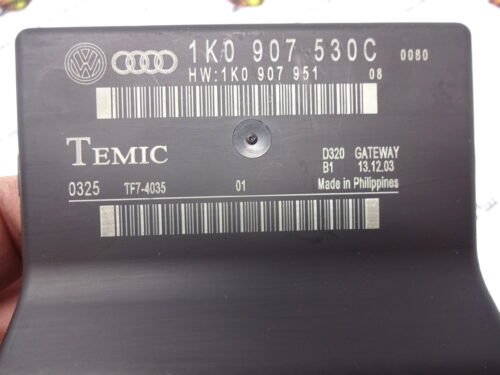 1K0 907 530C 0080
HW:1K0 907 951 08
TEMIC
D320 GATEWAY
B1 13.12.03
0325 TF7-4035 01 Made in Philippines